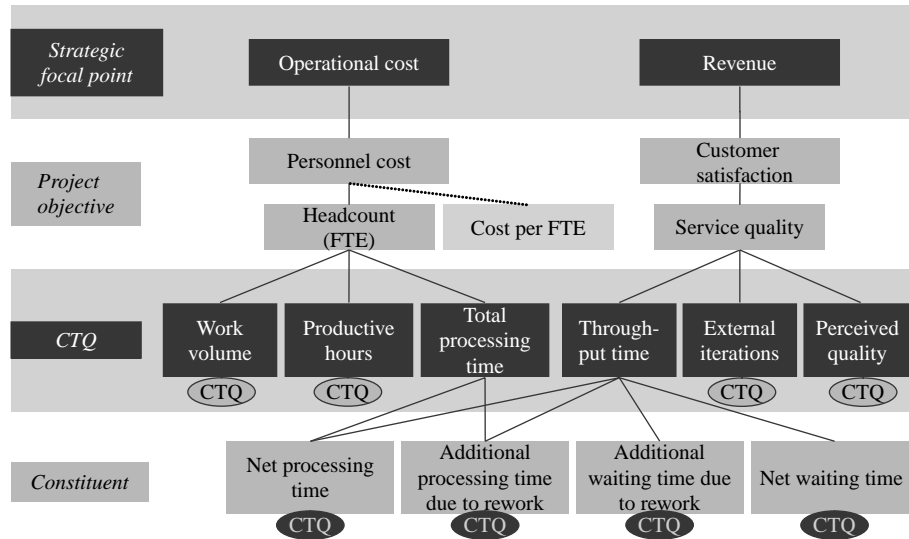 Strategic
focal point
Operational cost
Revenue
Project
objective
Personnel cost
Customer
satisfaction
Headcount
(FTE)
Cost per FTE
Service quality
CTQ
Work
volume
Productive
hours
Total
processing
time
Through-
put time
External
iterations
Perceived
quality
CTQ
CTQ
CTQ
CTQ
Constituent
Net processing
time
Additional
processing time
due to rework
Additional
waiting time due
to rework
Net waiting time
CTQ
CTQ
CTQ
CTQ